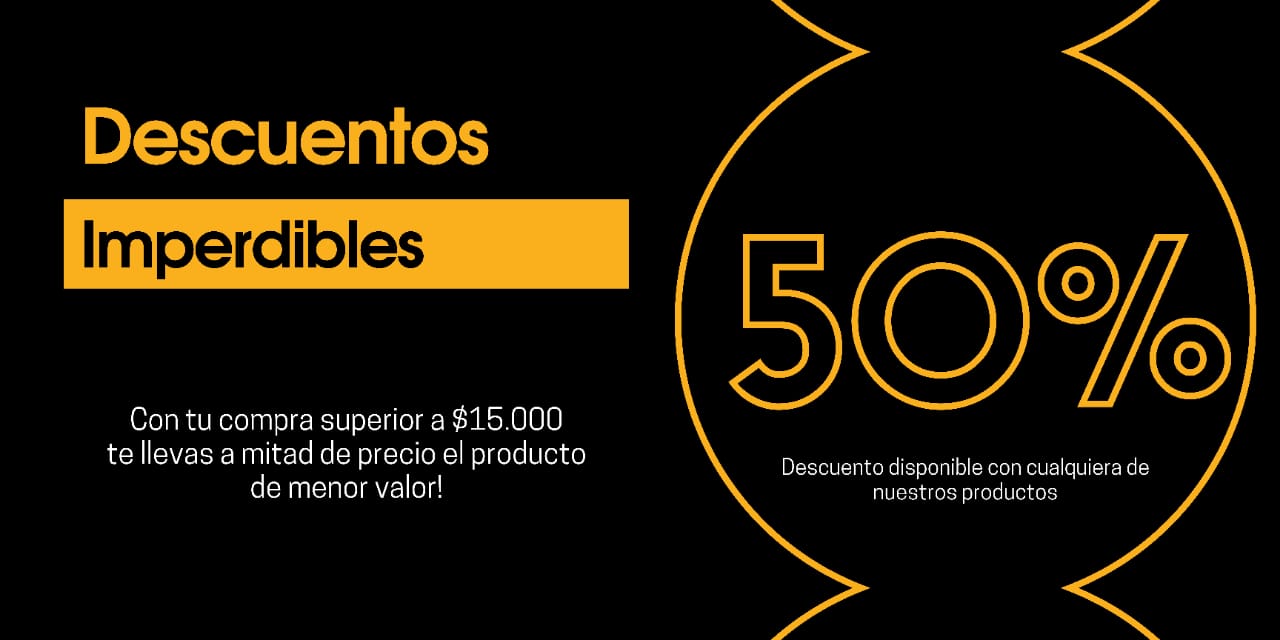 Descuentos
Imperdibles
Con tu compra superior a $15.000
te llevas a mitad de precio el producto
de menor valor!
50%
Descuento disponible con cualquiera de
nuestros productos